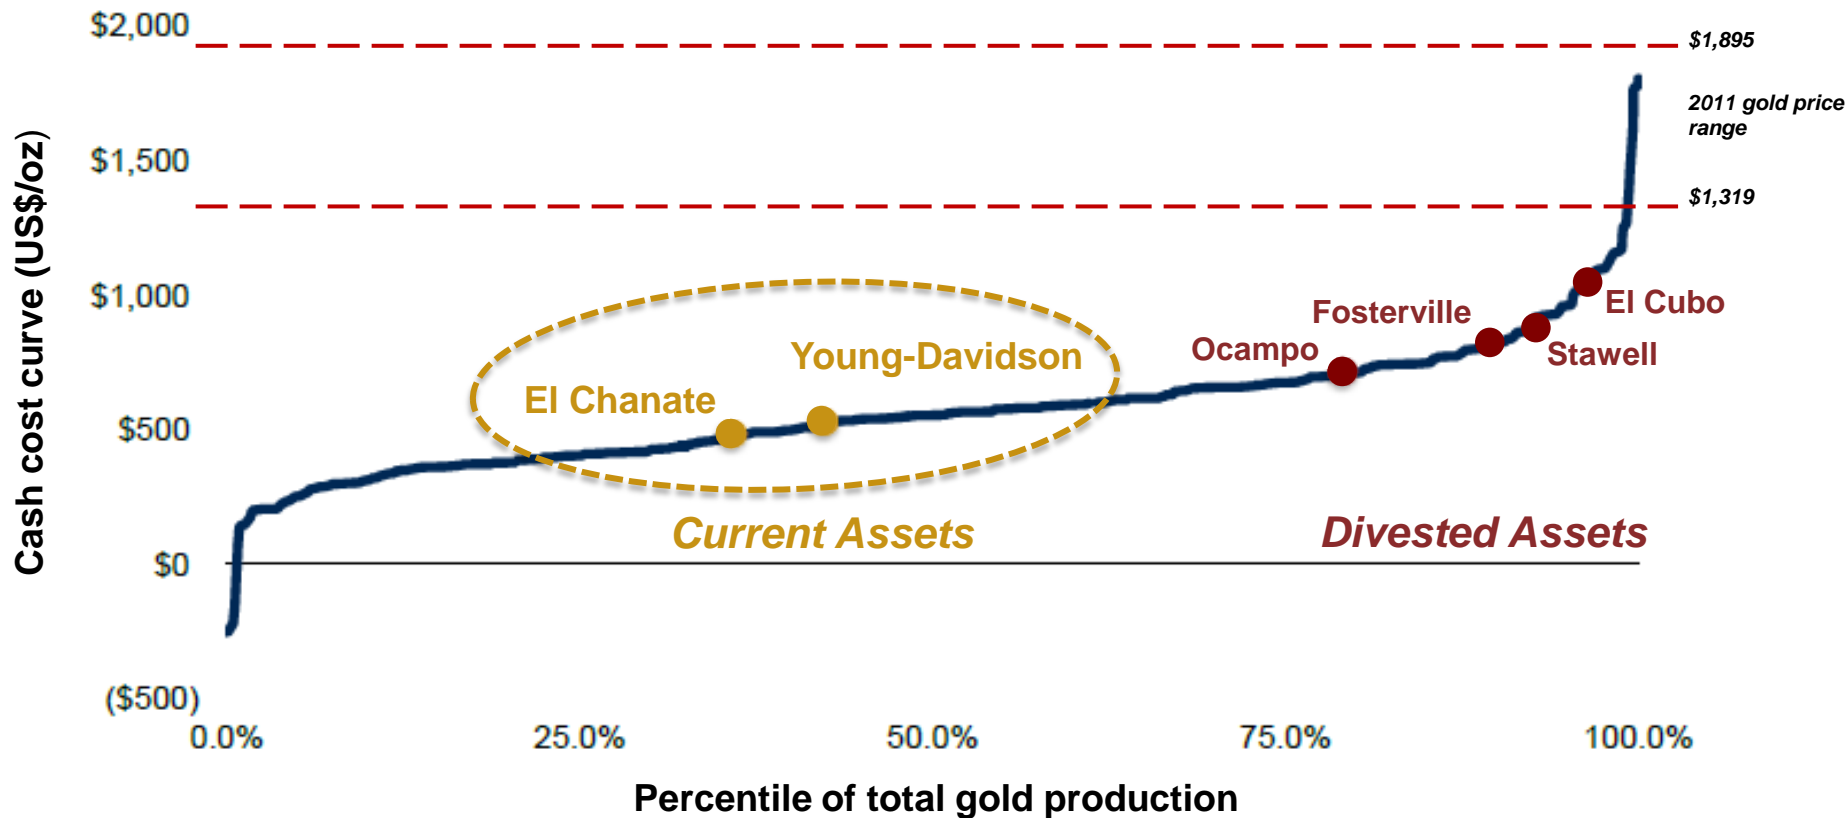 $2,000
$1,895
2011 gold price
range
$1,500
$1,319
Cash cost curve (US$/oz)
$1,000
El Cubo
Fosterville
Ocampo
Stawell
Young-Davidson
El Chanate
$500
Current Assets
Divested Assets
$0
($500)
0.0%
25.0%
50.0%
75.0%
100.0%
Percentile of total gold production